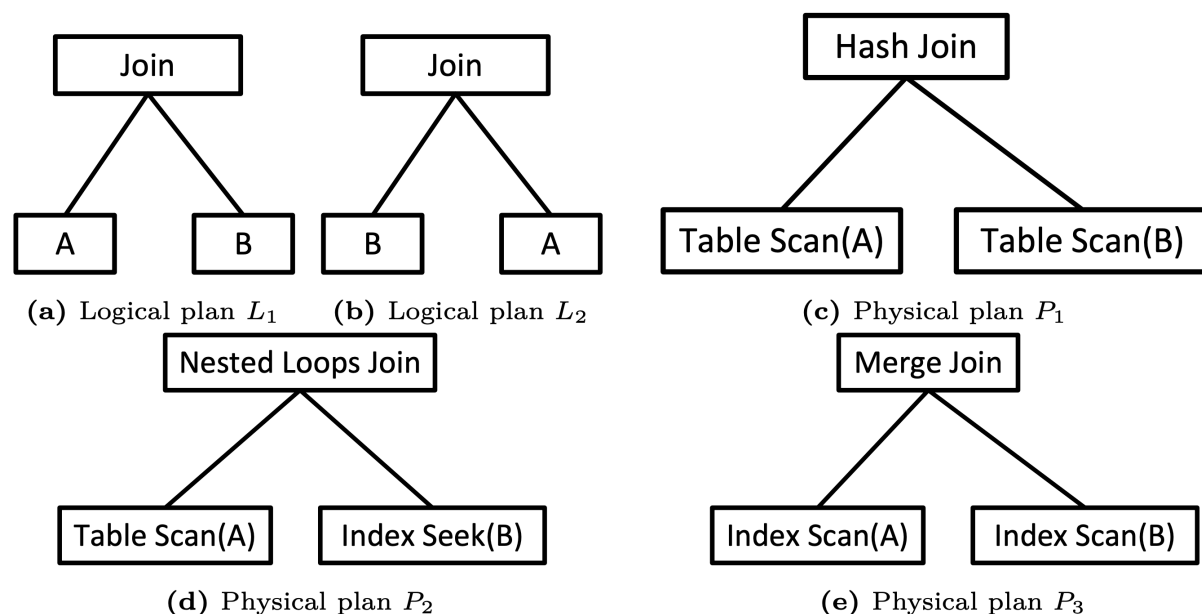 Join
Join
Hash Join
A
B
B
A
Table Scan(A)
Table Scan(B)
(a) Logical plan L₁
(b) Logical plan L₂
(c) Physical plan P₁
Nested Loops Join
Merge Join
Table Scan(A)
Index Seek(B)
Index Scan(A)
Index Scan(B)
(d) Physical plan P₂
(e) Physical plan P₃